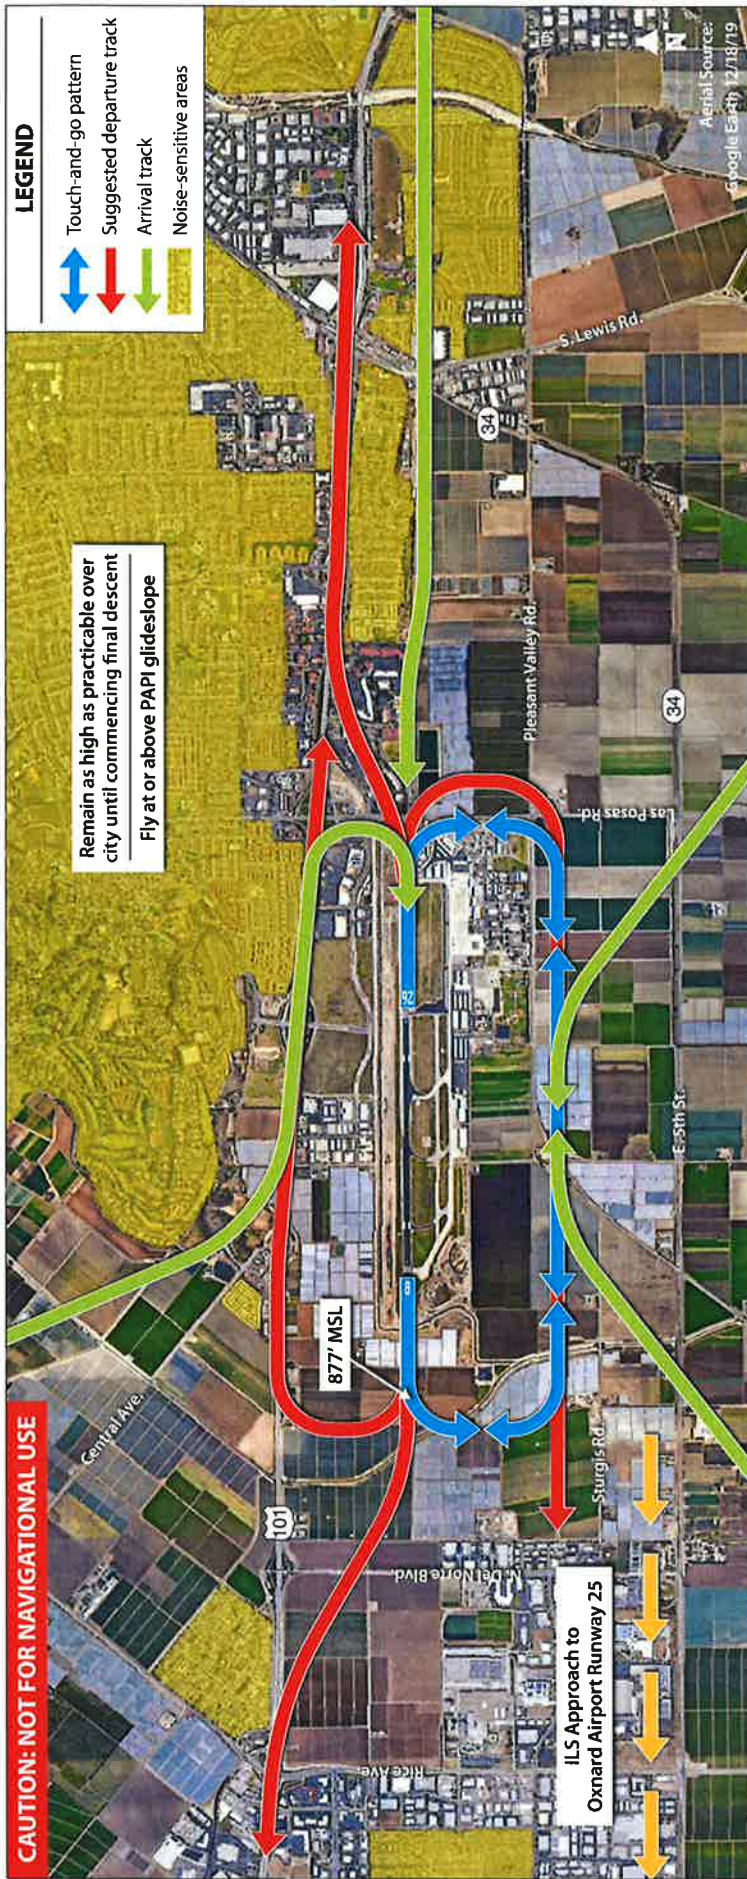 CAUTION: NOT FOR NAVIGATIONAL USE
LEGEND
Touch-and-go pattern
Suggested departure track
Arrival track
Noise-sensitive areas
Remain as high as practicable over
city until commencing final descent
Fly at or above PAPI glideslope
Central Ave.
101
877' MSL
8
26
N. Del Norte Blvd.
Rice Ave.
Sturgis Rd.
ILS Approach to
Oxnard Airport Runway 25
E. 5th St.
Las Posas Rd.
Pleasant Valley Rd.
34
34
S. Lewis Rd.
N
Aerial Source:
Google Earth 12/18/19